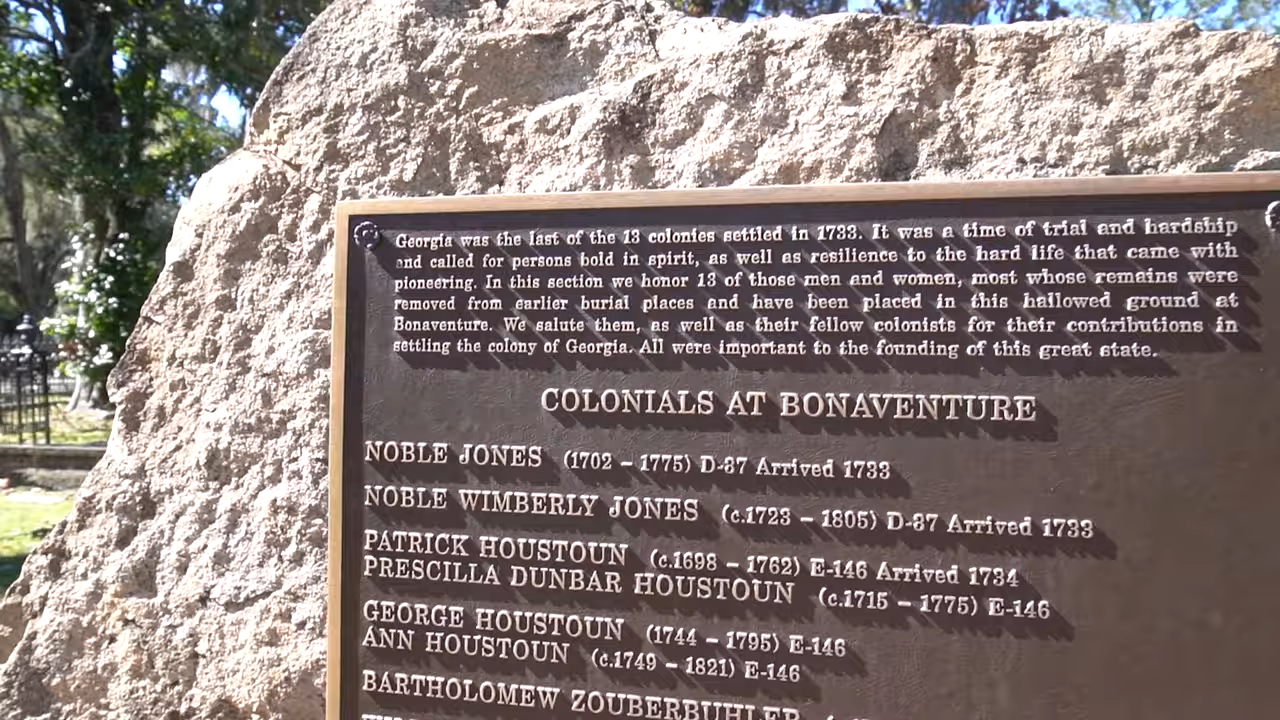 Georgia was the last of the 13 colonies settled in 1733. It was a time of trial and hardship
and called for persons bold in spirit, as well as resilience to the hard life that came with
pioneering. In this section we honor 13 of those men and women, most whose remains were
removed from earlier burial places and have been placed in this hallowed ground at
Bonaventure. We salute them, as well as their fellow colonists for their contributions in
settling the colony of Georgia. All were important to the founding of this great state.
COLONIALS AT BONAVENTURE
NOBLE JONES (1702 – 1775) D-87 Arrived 1733
NOBLE WIMBERLY JONES (c.1723 – 1805) D-87 Arrived 1733
PATRICK HOUSTOUN (c.1698 – 1762) E-146 Arrived 1734
PRESCILLA DUNBAR HOUSTOUN (c.1715 – 1775) E-146
GEORGE HOUSTOUN (1744 – 1795) E-146
ANN HOUSTOUN (c.1749 – 1821) E-146
BARTHOLOMEW ZOUBERBUHLER